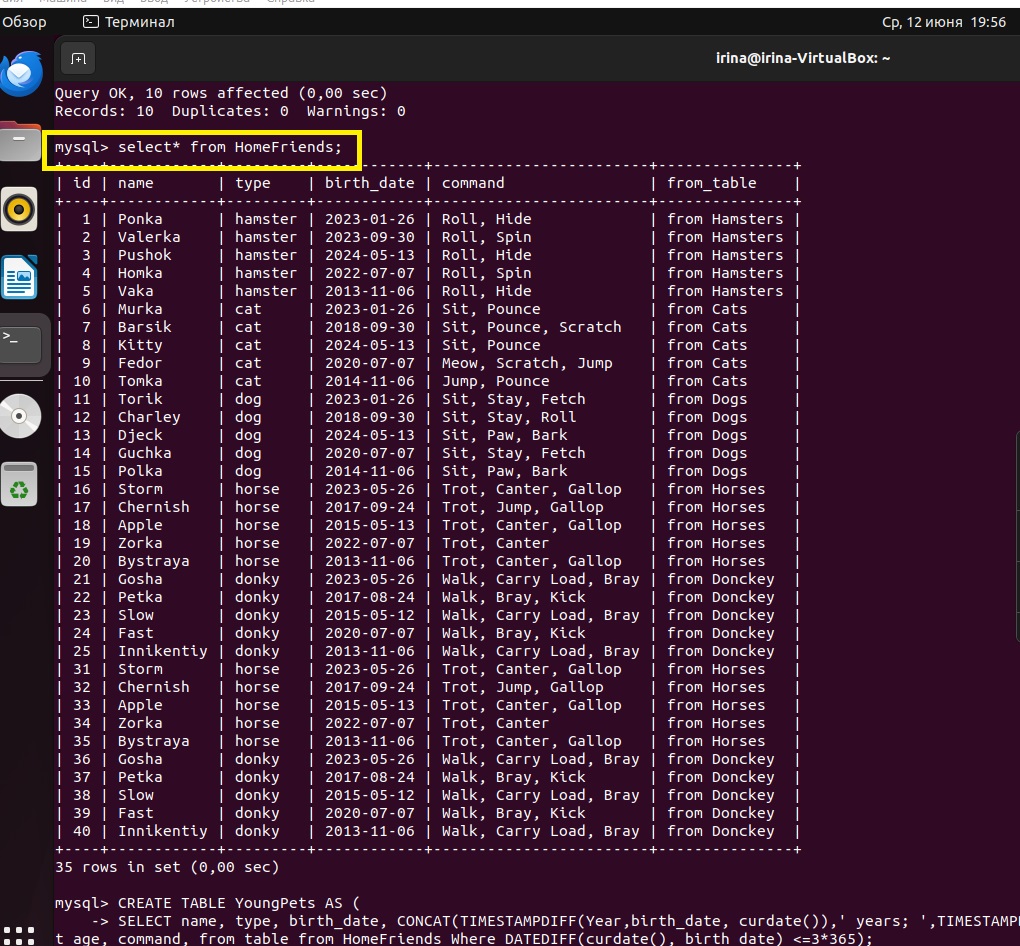 Обзор Терминал Ср, 12 июня 19:56
irina@irina-VirtualBox: ~
Query OK, 10 rows affected (0,00 sec)
Records: 10  Duplicates: 0  Warnings: 0
mysql> select* from HomeFriends;
+----+------------+---------+------------+------------------------+---------------+
| id | name       | type    | birth_date | command                | from_table    |
+----+------------+---------+------------+------------------------+---------------+
|  1 | Ponka      | hamster | 2023-01-26 | Roll, Hide             | from Hamsters |
|  2 | Valerka    | hamster | 2023-09-30 | Roll, Spin             | from Hamsters |
|  3 | Pushok     | hamster | 2024-05-13 | Roll, Hide             | from Hamsters |
|  4 | Homka      | hamster | 2022-07-07 | Roll, Spin             | from Hamsters |
|  5 | Vaka       | hamster | 2013-11-06 | Roll, Hide             | from Hamsters |
|  6 | Murka      | cat     | 2023-01-26 | Sit, Pounce            | from Cats     |
|  7 | Barsik     | cat     | 2018-09-30 | Sit, Pounce, Scratch   | from Cats     |
|  8 | Kitty      | cat     | 2024-05-13 | Sit, Pounce            | from Cats     |
|  9 | Fedor      | cat     | 2020-07-07 | Meow, Scratch, Jump    | from Cats     |
| 10 | Tomka      | cat     | 2014-11-06 | Jump, Pounce           | from Cats     |
| 11 | Torik      | dog     | 2023-01-26 | Sit, Stay, Fetch       | from Dogs     |
| 12 | Charley    | dog     | 2018-09-30 | Sit, Stay, Roll        | from Dogs     |
| 13 | Djeck      | dog     | 2024-05-13 | Sit, Paw, Bark         | from Dogs     |
| 14 | Guchka     | dog     | 2020-07-07 | Sit, Stay, Fetch       | from Dogs     |
| 15 | Polka      | dog     | 2014-11-06 | Sit, Paw, Bark         | from Dogs     |
| 16 | Storm      | horse   | 2023-05-26 | Trot, Canter, Gallop   | from Horses   |
| 17 | Chernish   | horse   | 2017-09-24 | Trot, Jump, Gallop     | from Horses   |
| 18 | Apple      | horse   | 2015-05-13 | Trot, Canter, Gallop   | from Horses   |
| 19 | Zorka      | horse   | 2022-07-07 | Trot, Canter           | from Horses   |
| 20 | Bystraya   | horse   | 2013-11-06 | Trot, Canter, Gallop   | from Horses   |
| 21 | Gosha      | donky   | 2023-05-26 | Walk, Carry Load, Bray | from Donckey  |
| 22 | Petka      | donky   | 2017-08-24 | Walk, Bray, Kick       | from Donckey  |
| 23 | Slow       | donky   | 2015-05-12 | Walk, Carry Load, Bray | from Donckey  |
| 24 | Fast       | donky   | 2020-07-07 | Walk, Bray, Kick       | from Donckey  |
| 25 | Innikentiy | donky   | 2013-11-06 | Walk, Carry Load, Bray | from Donckey  |
| 31 | Storm      | horse   | 2023-05-26 | Trot, Canter, Gallop   | from Horses   |
| 32 | Chernish   | horse   | 2017-09-24 | Trot, Jump, Gallop     | from Horses   |
| 33 | Apple      | horse   | 2015-05-13 | Trot, Canter, Gallop   | from Horses   |
| 34 | Zorka      | horse   | 2022-07-07 | Trot, Canter           | from Horses   |
| 35 | Bystraya   | horse   | 2013-11-06 | Trot, Canter, Gallop   | from Horses   |
| 36 | Gosha      | donky   | 2023-05-26 | Walk, Carry Load, Bray | from Donckey  |
| 37 | Petka      | donky   | 2017-08-24 | Walk, Bray, Kick       | from Donckey  |
| 38 | Slow       | donky   | 2015-05-12 | Walk, Carry Load, Bray | from Donckey  |
| 39 | Fast       | donky   | 2020-07-07 | Walk, Bray, Kick       | from Donckey  |
| 40 | Innikentiy | donky   | 2013-11-06 | Walk, Carry Load, Bray | from Donckey  |
+----+------------+---------+------------+------------------------+---------------+
35 rows in set (0,00 sec)
mysql> CREATE TABLE YoungPets AS (
    -> SELECT name, type, birth_date, CONCAT(TIMESTAMPDIFF(Year,birth_date, curdate()),' years; ',TIMESTAMP
t age, command, from_table from HomeFriends Where DATEDIFF(curdate(), birth_date) <=3*365);